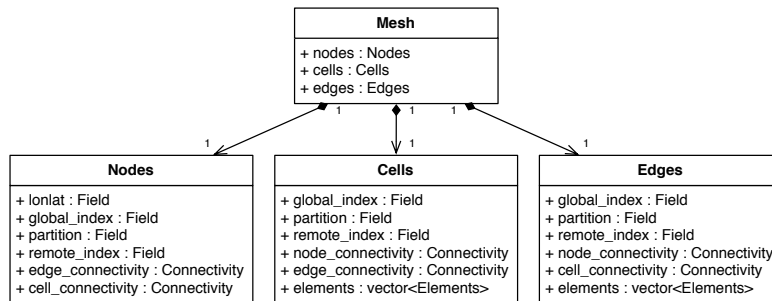 Mesh
+ nodes : Nodes
+ cells : Cells
+ edges : Edges
1
1
1
1
1
1
Nodes
+ lonlat : Field
+ global_index : Field
+ partition : Field
+ remote_index : Field
+ edge_connectivity : Connectivity
+ cell_connectivity : Connectivity
Cells
+ global_index : Field
+ partition : Field
+ remote_index : Field
+ node_connectivity : Connectivity
+ edge_connectivity : Connectivity
+ elements : vector<Elements>
Edges
+ global_index : Field
+ partition : Field
+ remote_index : Field
+ node_connectivity : Connectivity
+ cell_connectivity : Connectivity
+ elements : vector<Elements>